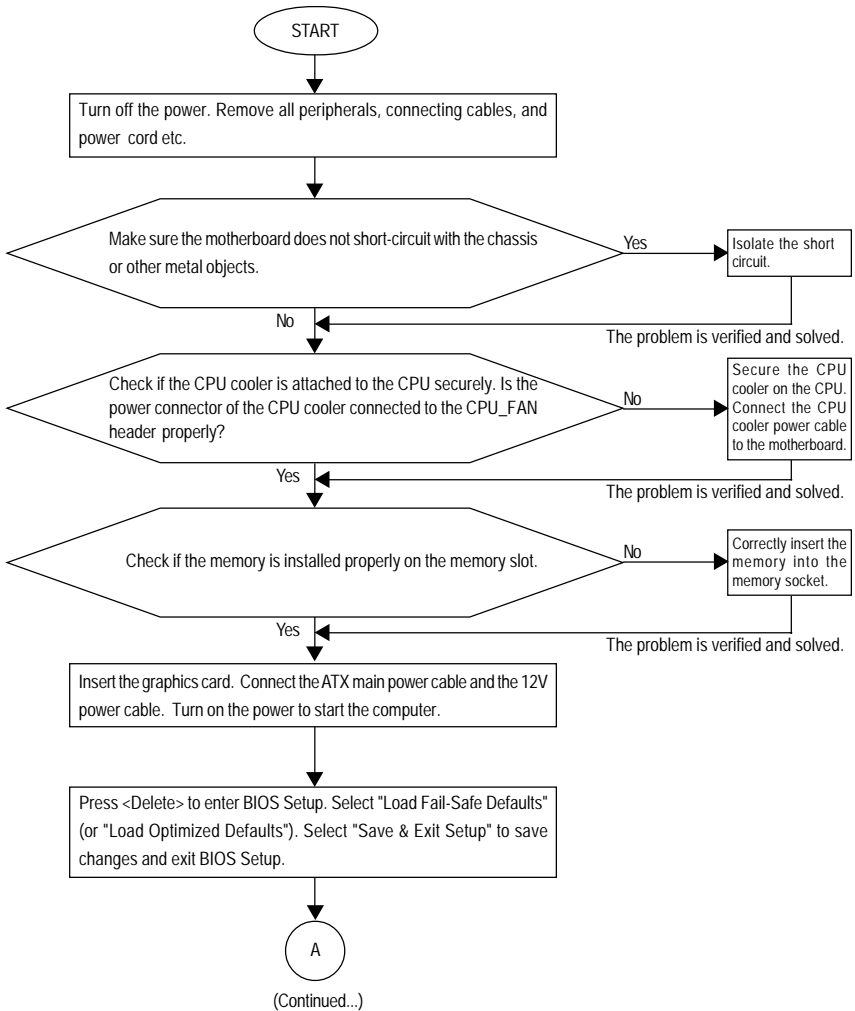 START
Turn off the power. Remove all peripherals, connecting cables, and
power cord etc.
Make sure the motherboard does not short-circuit with the chassis
or other metal objects.
Yes
Isolate the short
circuit.
No
The problem is verified and solved.
Check if the CPU cooler is attached to the CPU securely. Is the
power connector of the CPU cooler connected to the CPU_FAN
header properly?
No
Secure the CPU
cooler on the CPU.
Connect the CPU
cooler power cable
to the motherboard.
Yes
The problem is verified and solved.
Check if the memory is installed properly on the memory slot.
No
Correctly insert the
memory into the
memory socket.
Yes
The problem is verified and solved.
Insert the graphics card. Connect the ATX main power cable and the 12V
power cable. Turn on the power to start the computer.
Press <Delete> to enter BIOS Setup. Select "Load Fail-Safe Defaults"
(or "Load Optimized Defaults"). Select "Save & Exit Setup" to save
changes and exit BIOS Setup.
A
(Continued...)